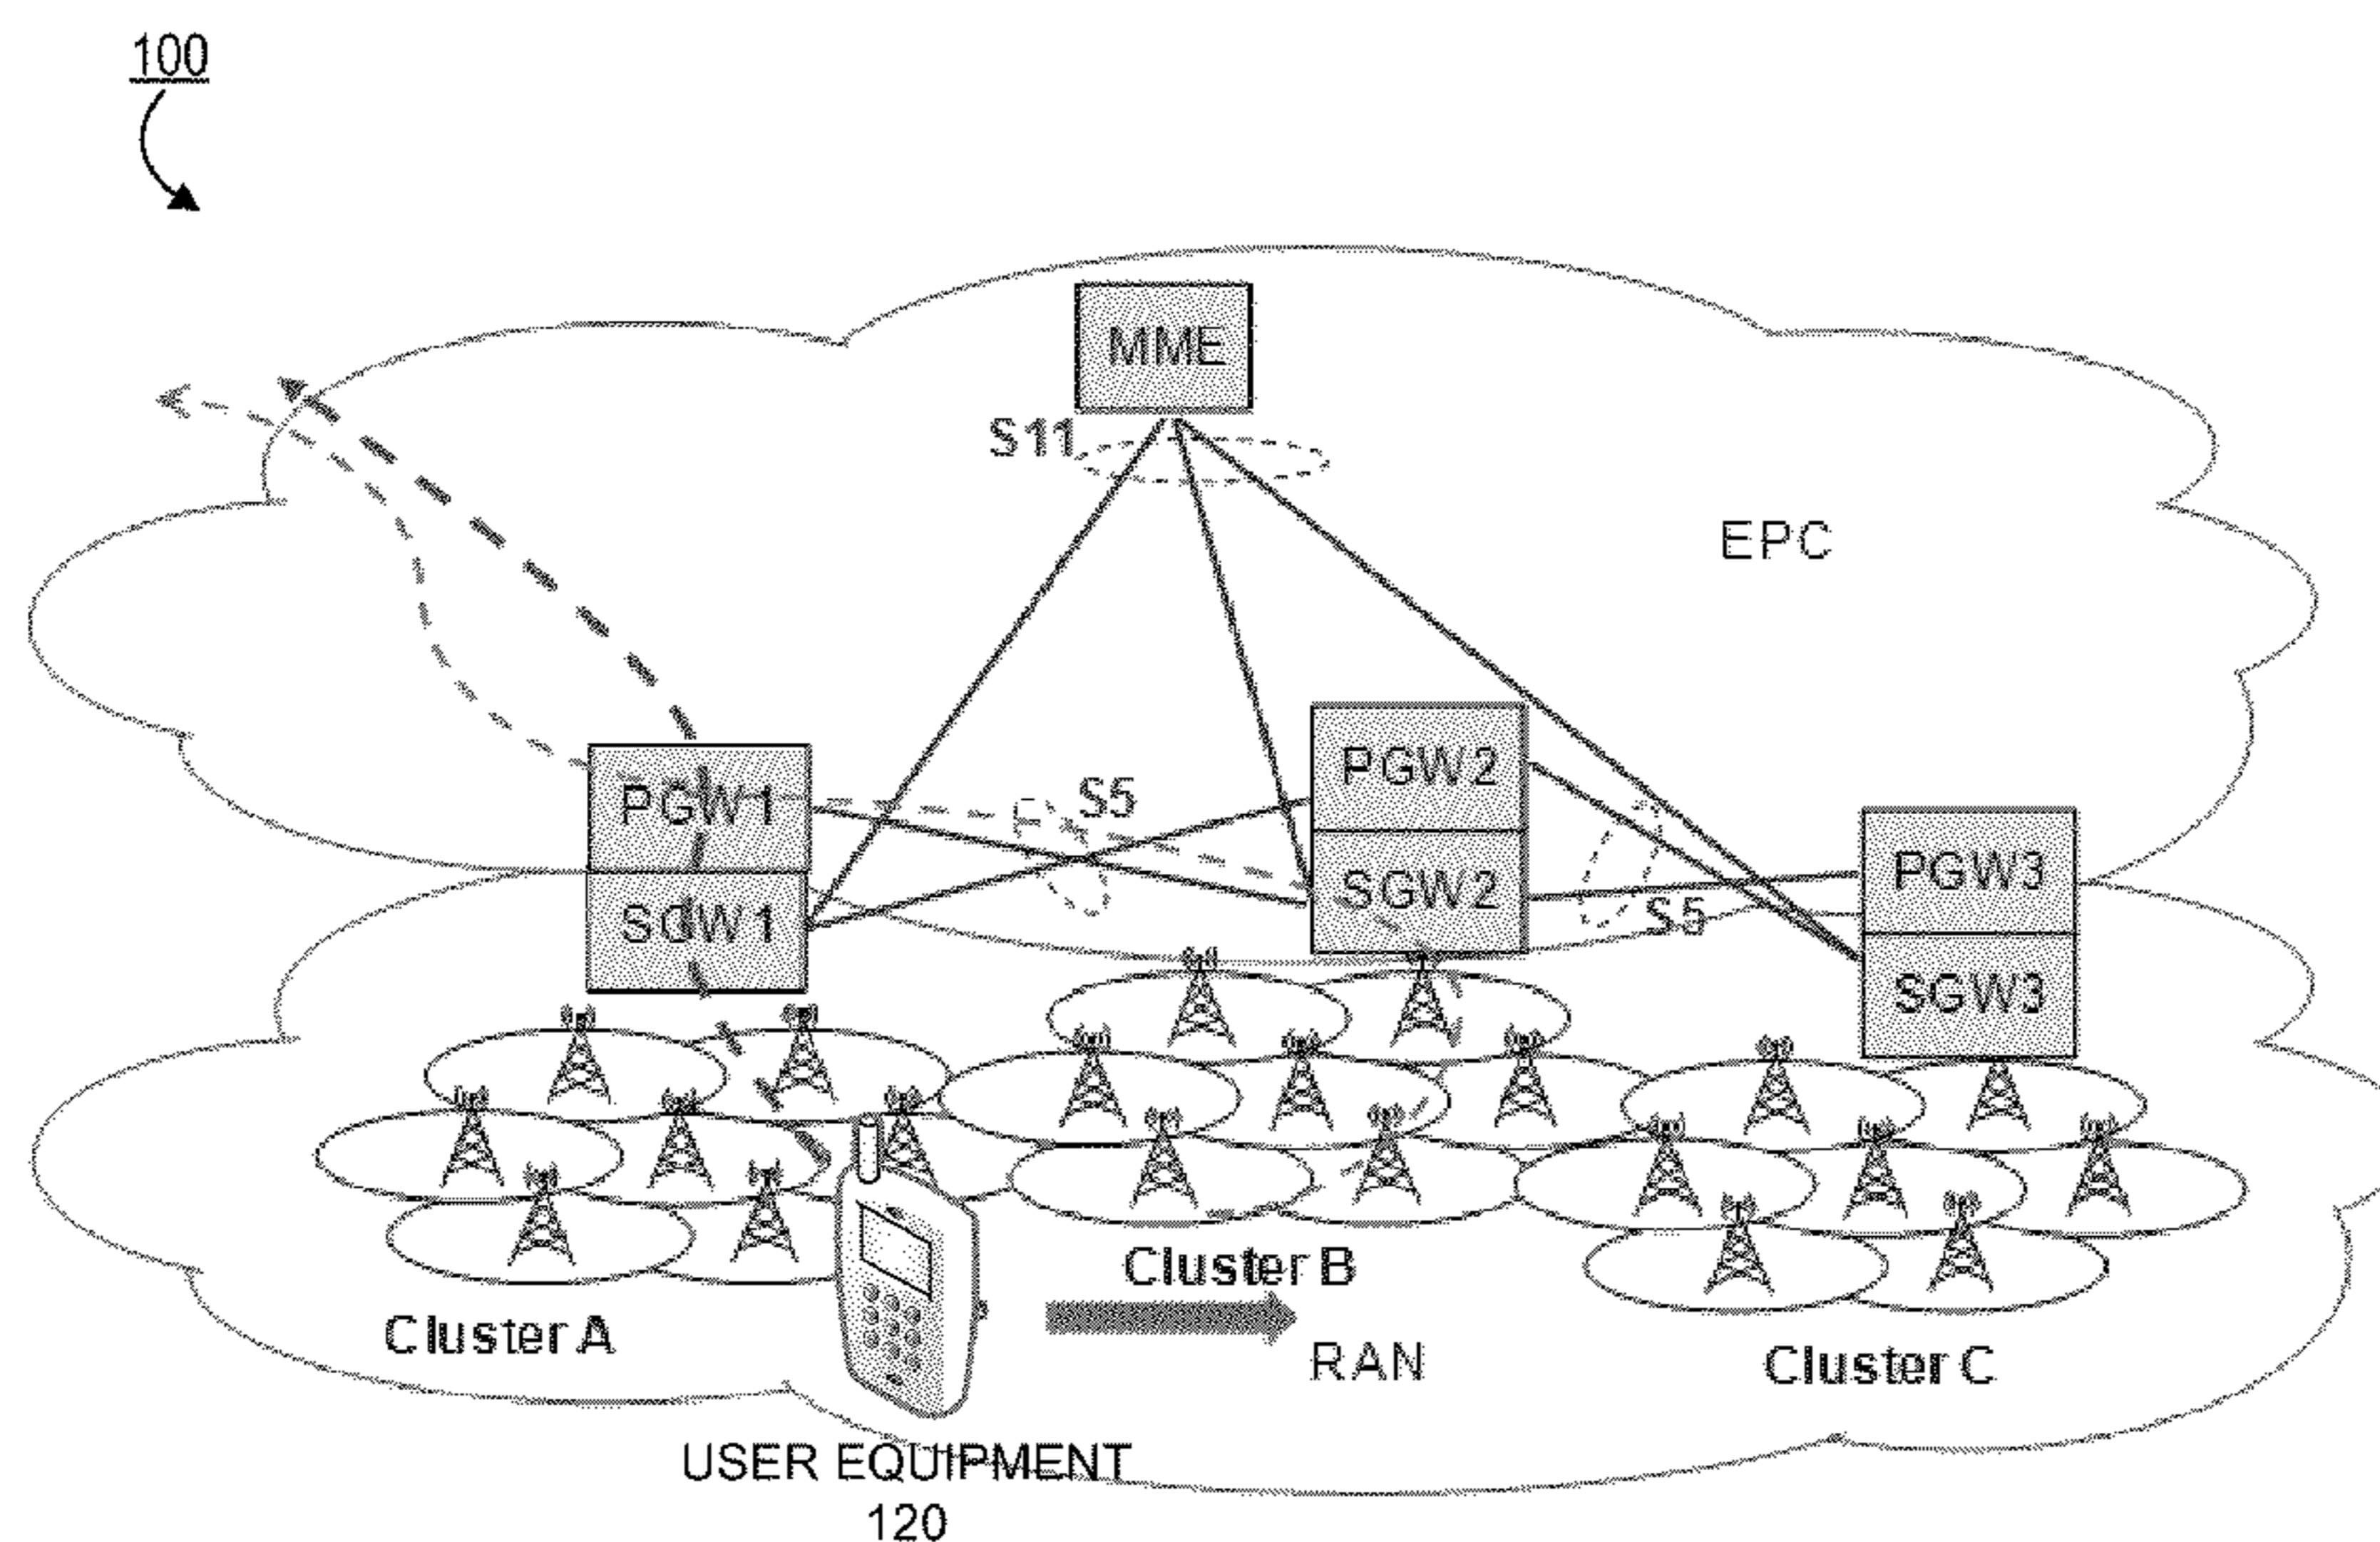 100
MME
S11
EPC
PGW2
S5
PGW1
PGW3
SGW2
SGW1
S5
SGW3
Cluster B
Cluster A
RAN
Cluster C
USER EQUIPMENT
120